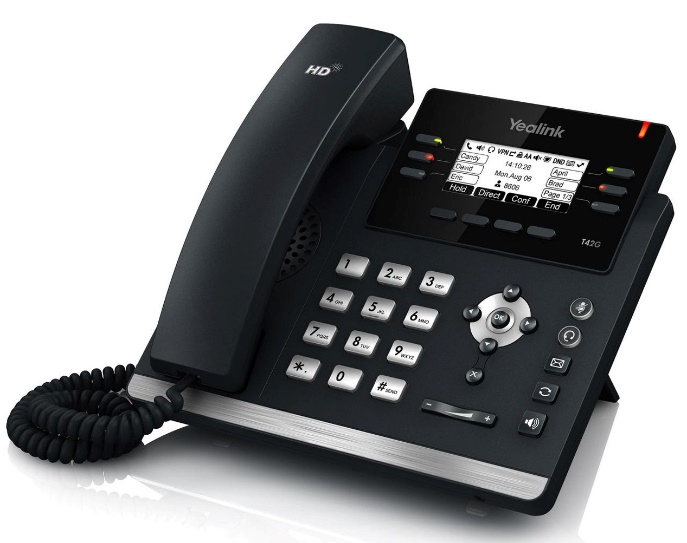 HD
Yealink
VPN AA DND
Candy 14:10:26 April
David Mon,Aug 06 Brad
Eric 8606 Page 1/2
Hold Direct Conf End
T42G
1 2 ABC 3 DEF
4 GHI 5 JKL 6 MNO
7 PQRS 8 TUV 9 WXYZ
*. 0 #SEND
OK
X
- +